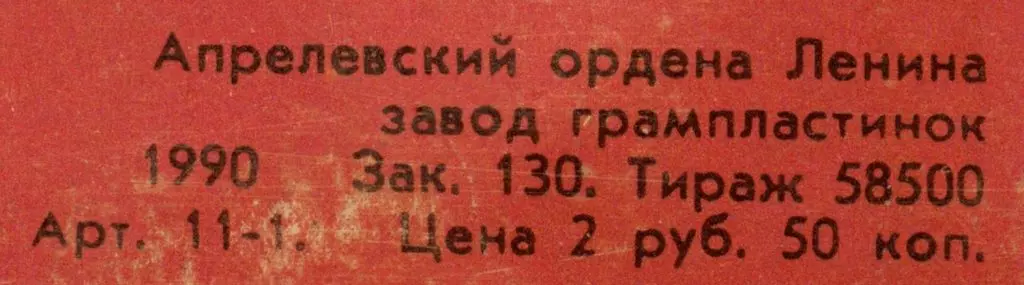 Апрелевский ордена Ленина
завод грампластинок
1990 Зак. 130. Тираж 58500
Арт. 11-1. Цена 2 руб. 50 коп.